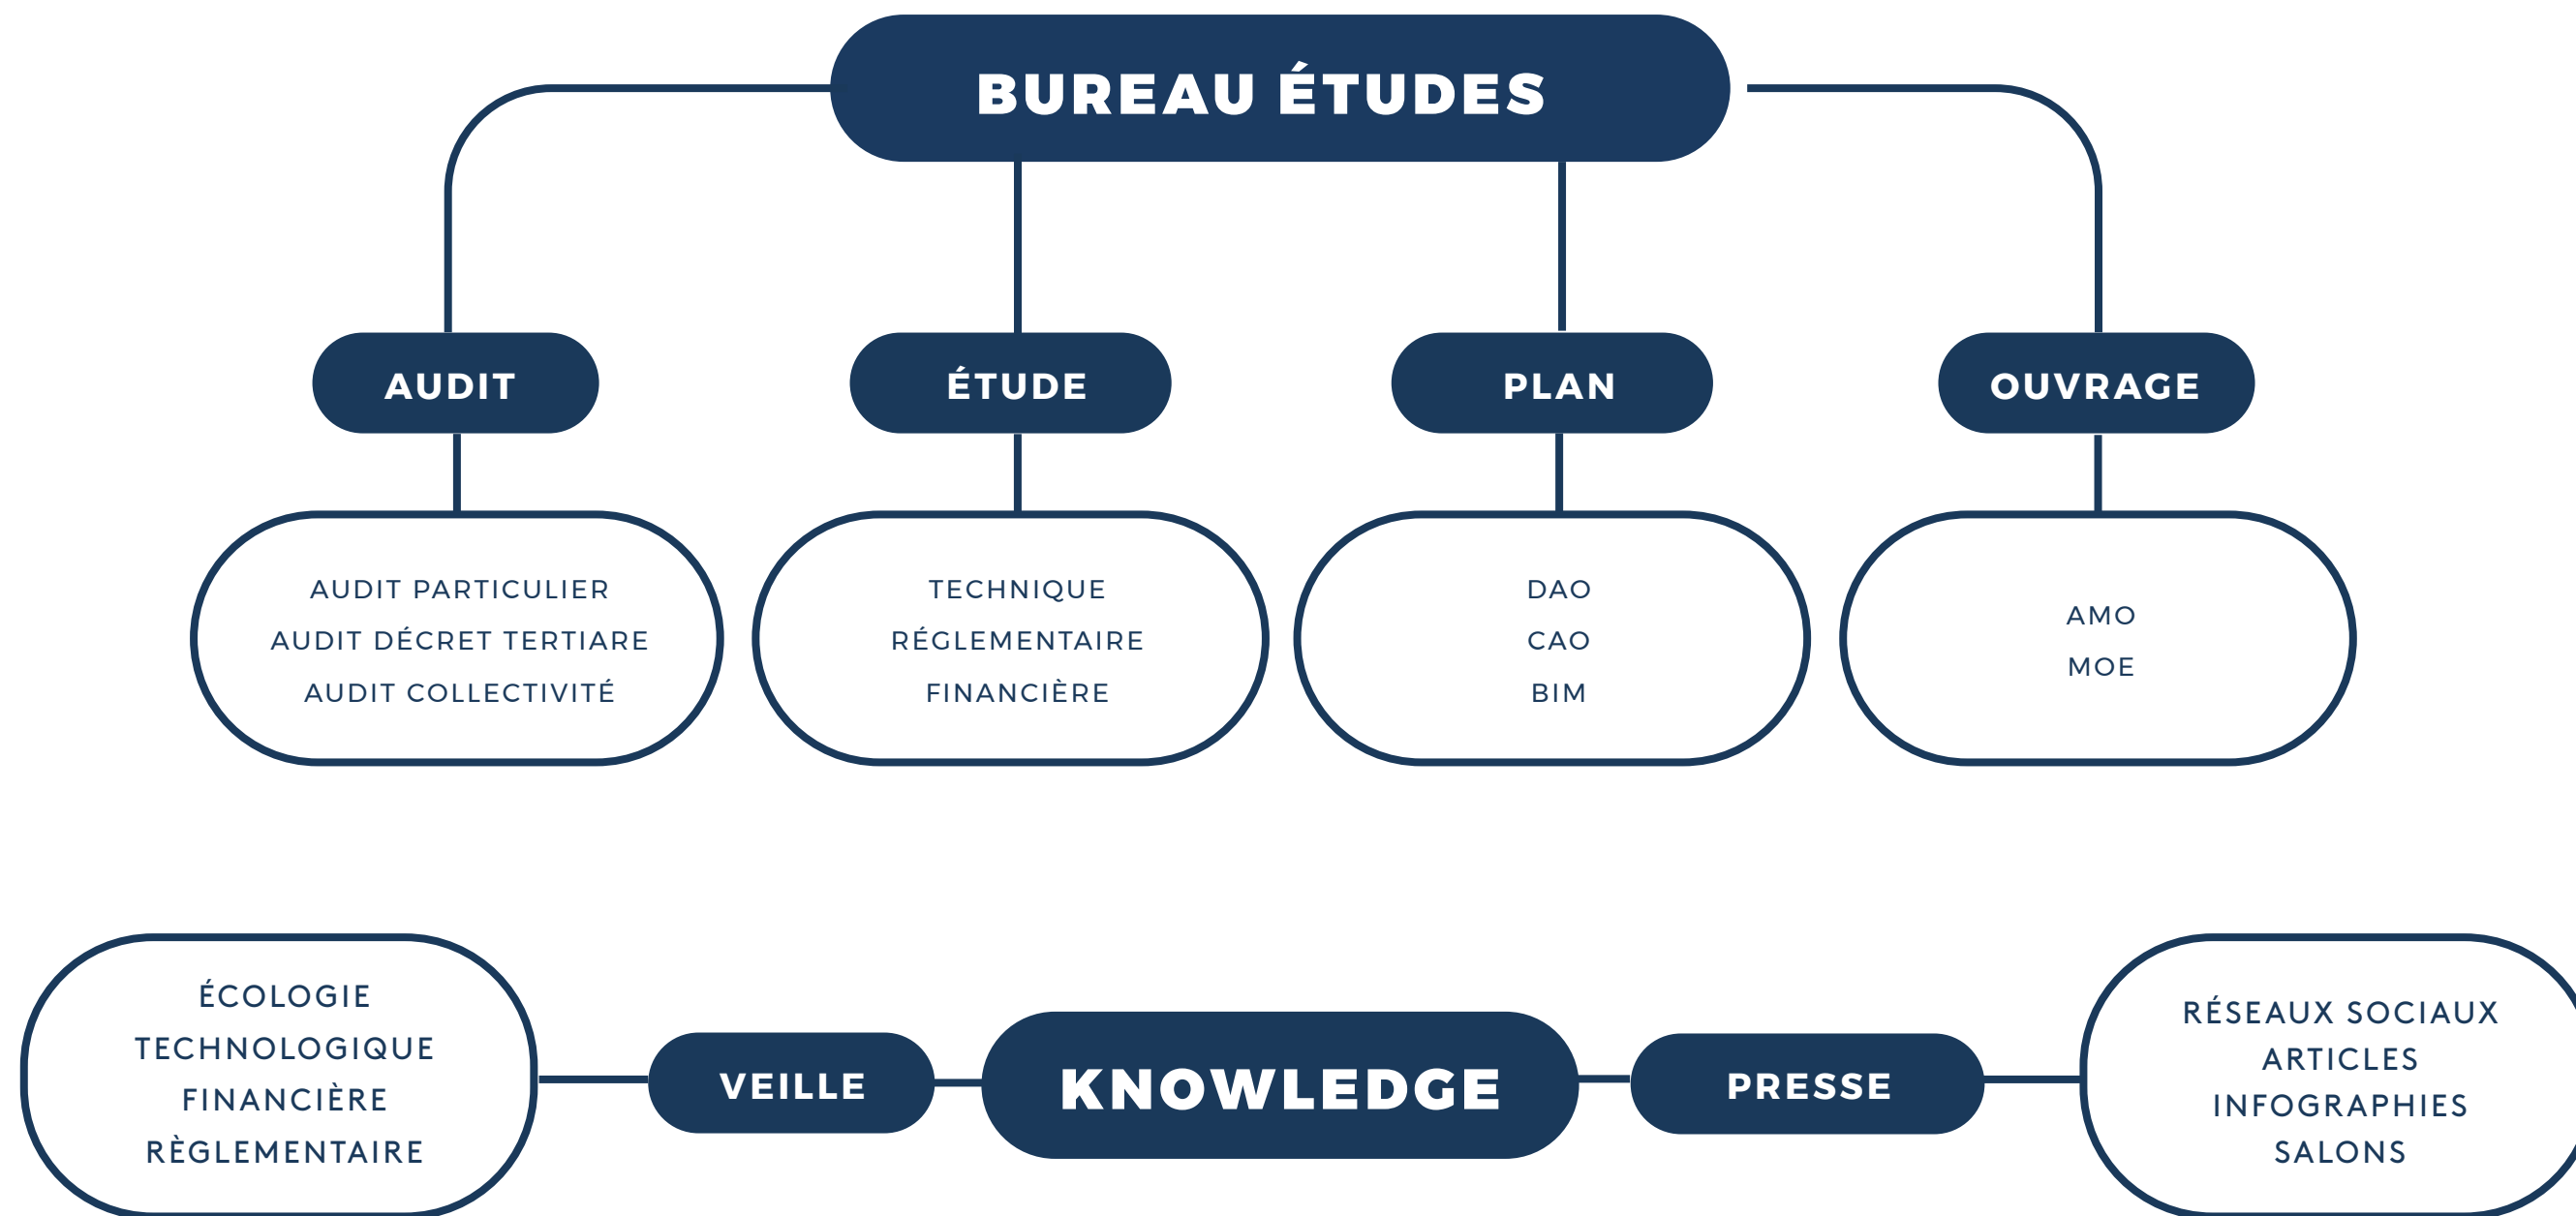 BUREAU ÉTUDES
AUDIT
ÉTUDE
PLAN
OUVRAGE
AUDIT PARTICULIER
AUDIT DÉCRET TERTIARE
AUDIT COLLECTIVITÉ
TECHNIQUE
RÉGLEMENTAIRE
FINANCIÈRE
DAO
CAO
BIM
AMO
MOE
ÉCOLOGIE
TECHNOLOGIQUE
FINANCIÈRE
RÈGLEMENTAIRE
VEILLE
KNOWLEDGE
PRESSE
RÉSEAUX SOCIAUX
ARTICLES
INFOGRAPHIES
SALONS